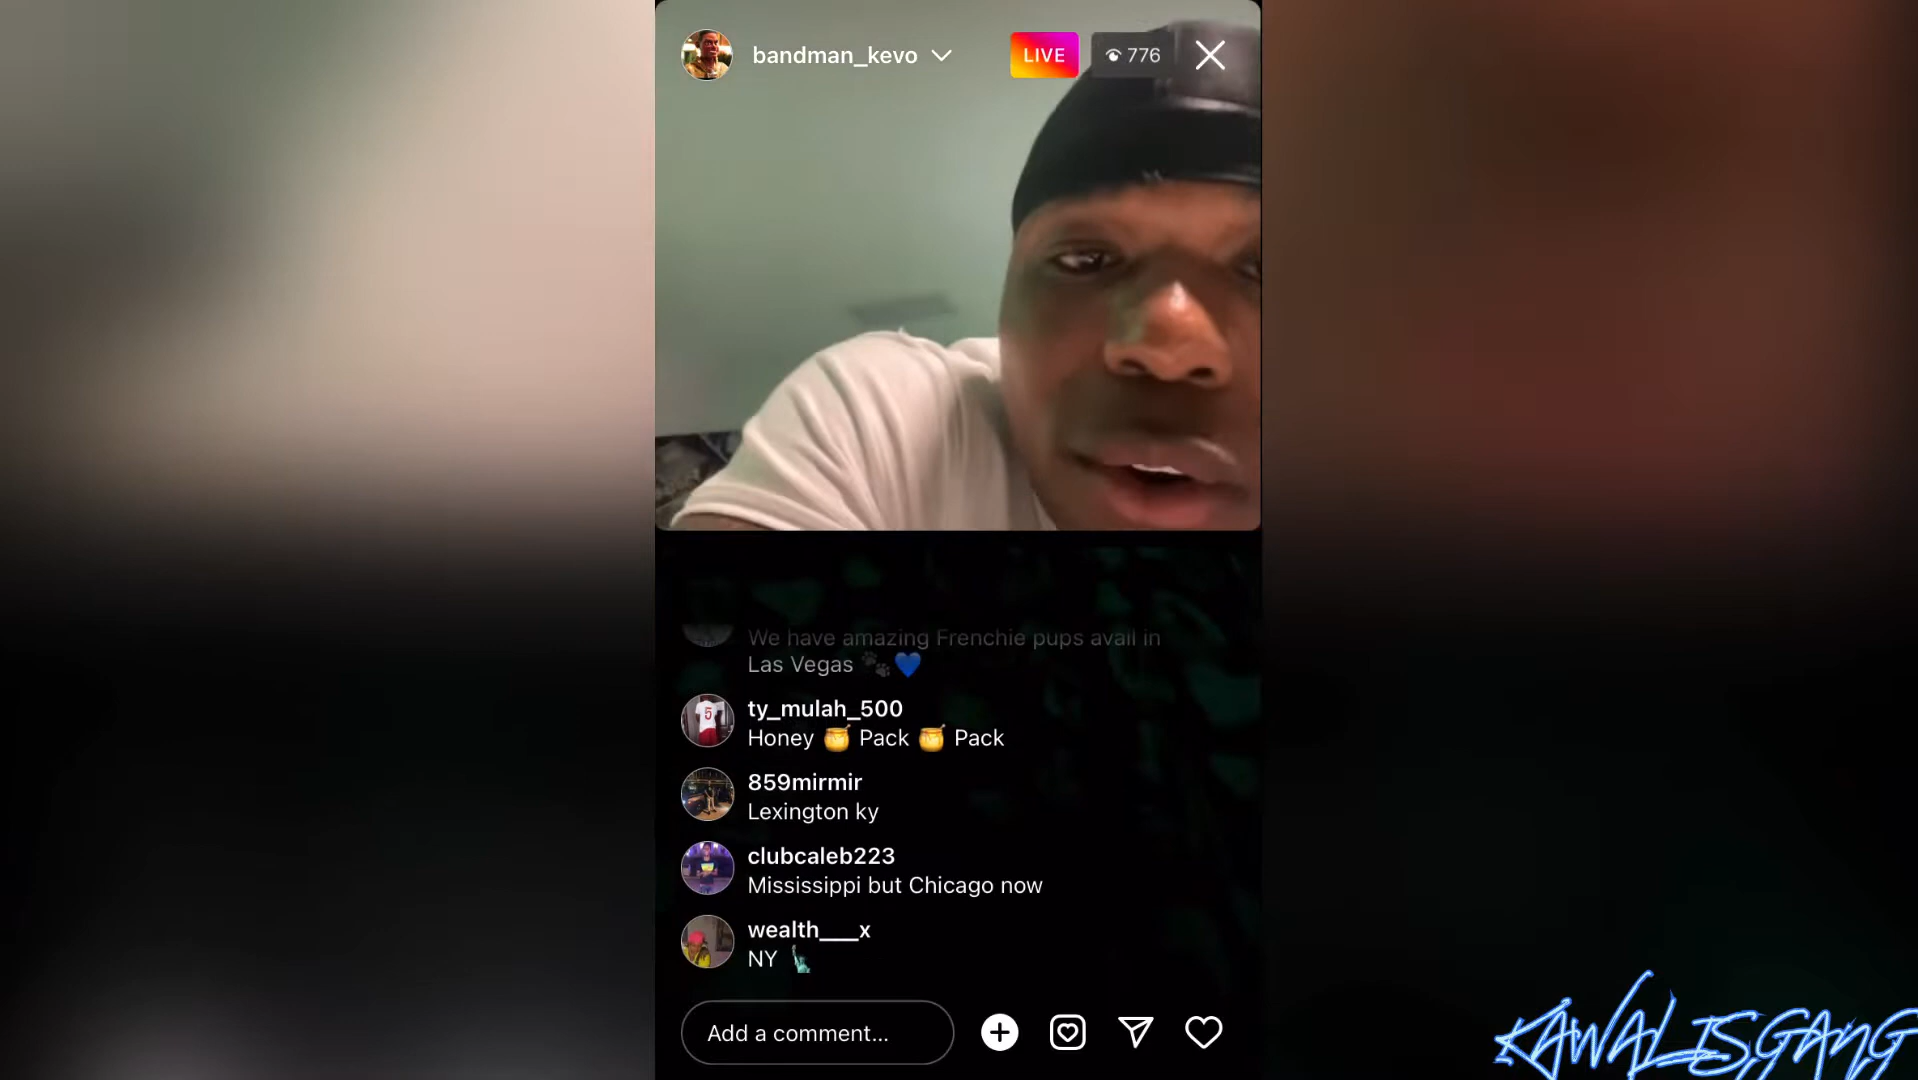 bandman_kevo
LIVE
776
We have amazing Frenchie pups avail in
Las Vegas 🐾💙
ty_mulah_500
Honey 🍯 Pack 🍯 Pack
859mirmir
Lexington ky
clubcaleb223
Mississippi but Chicago now
wealth___x
NY 🗽
Add a comment...
KAWALISGANG